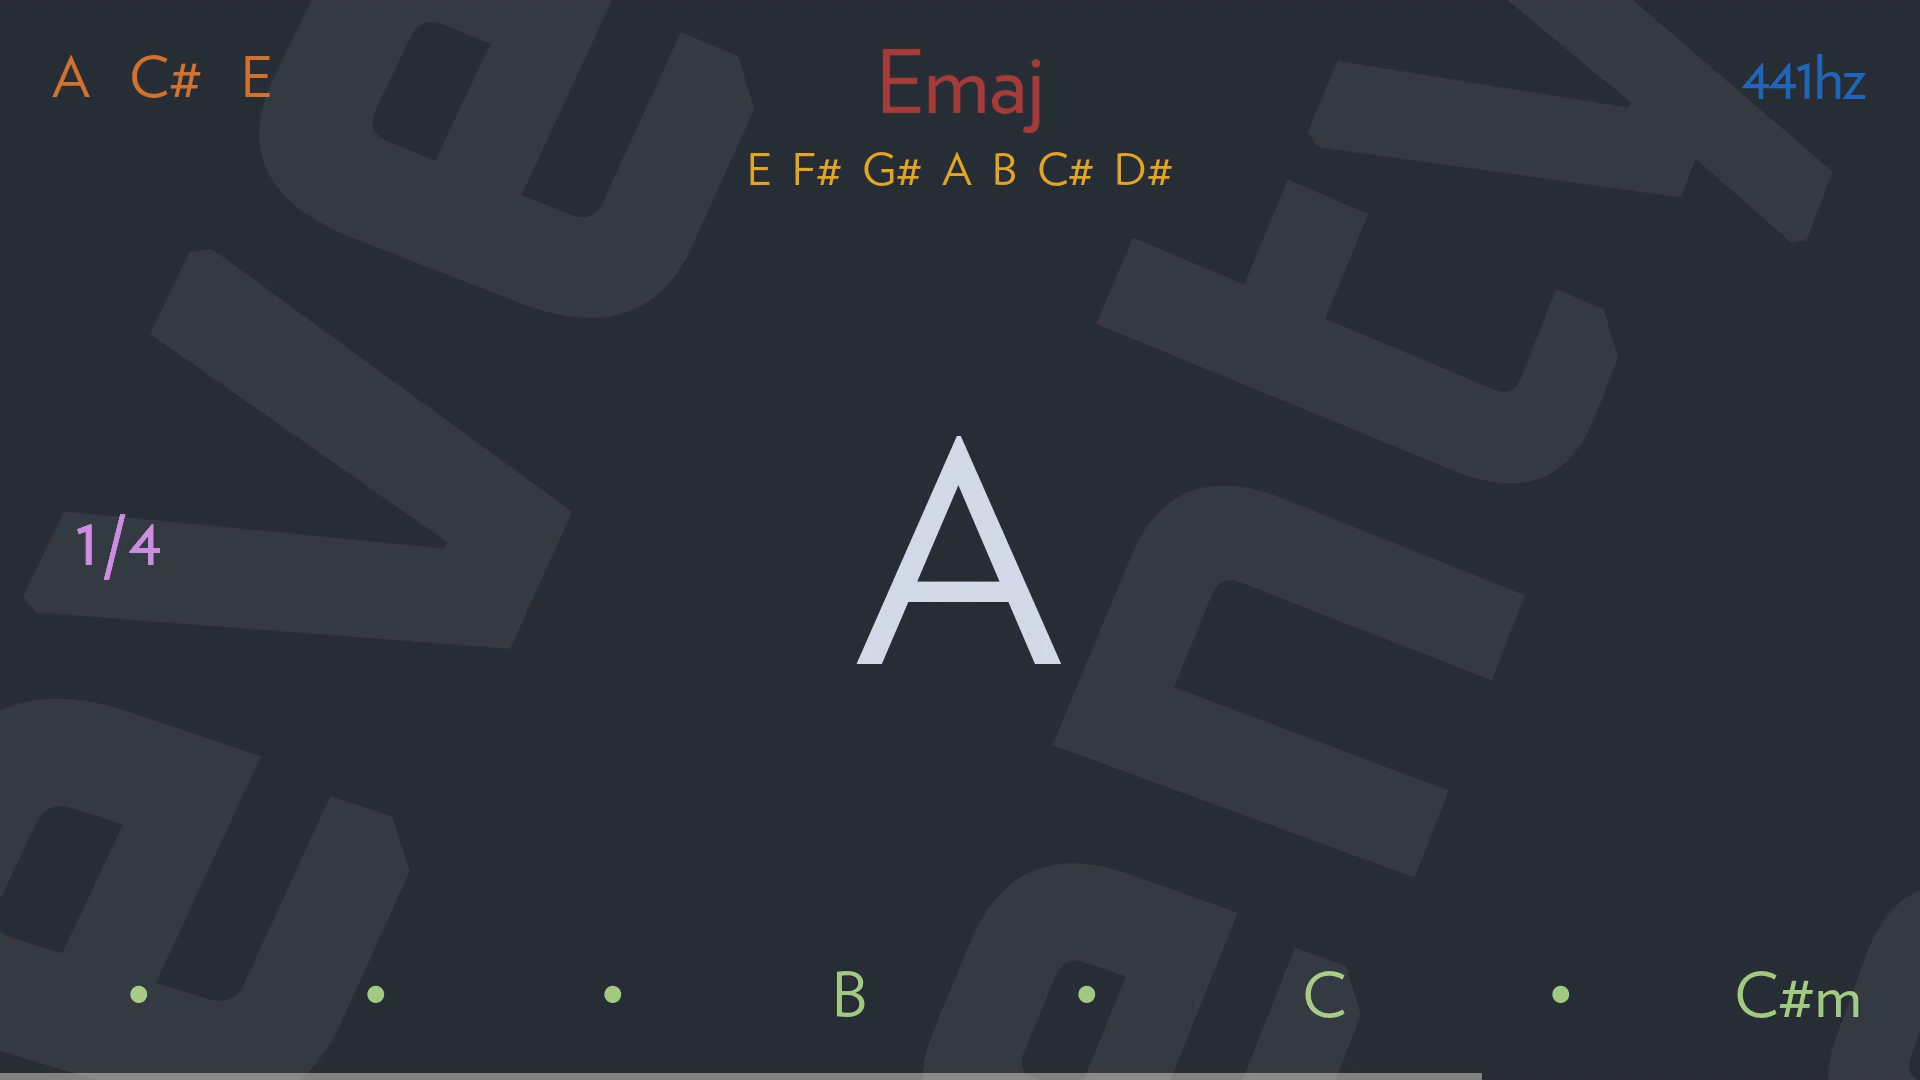 A C# E
Emaj
441hz
E F# G# A B C# D#
1/4
A
• • • B • C • C#m